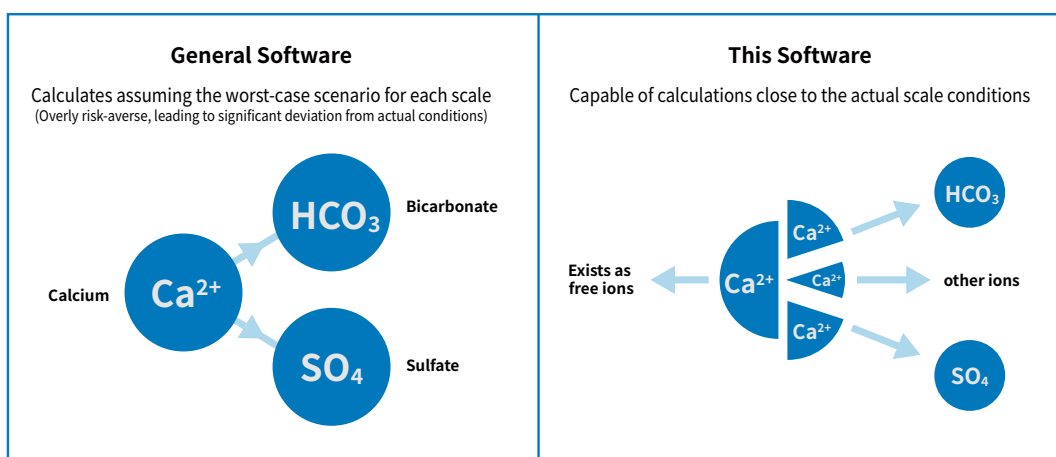 General Software
Calculates assuming the worst-case scenario for each scale
(Overly risk-averse, leading to significant deviation from actual conditions)
HCO₃
Bicarbonate
Calcium
Ca²⁺
SO₄
Sulfate
This Software
Capable of calculations close to the actual scale conditions
HCO₃
Ca²⁺
Exists as
free ions
Ca²⁺
Ca²⁺
other ions
Ca²⁺
SO₄